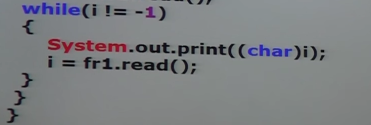 while(i != -1)
{
System.out.print((char)i);
i = fr1.read();
}
}
}